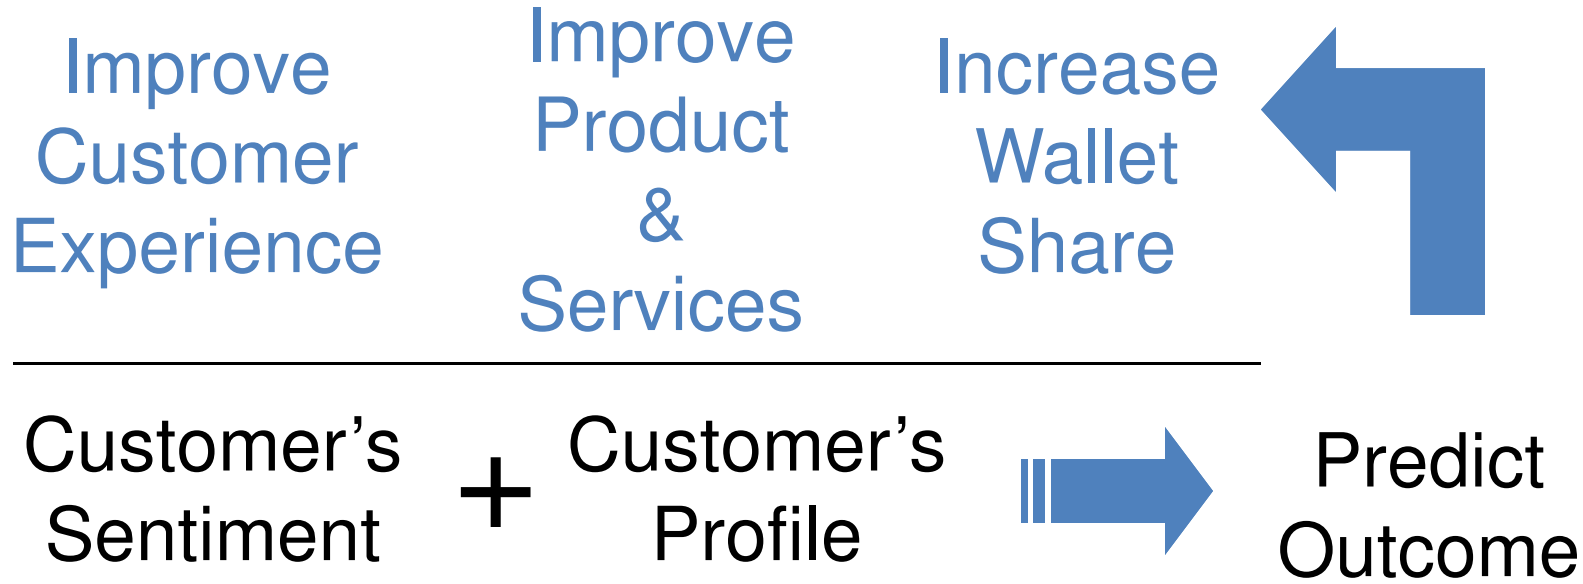 Improve
Customer
Experience
Improve
Product
&
Services
Increase
Wallet
Share
Customer’s
Sentiment
+
Customer’s
Profile
Predict
Outcome